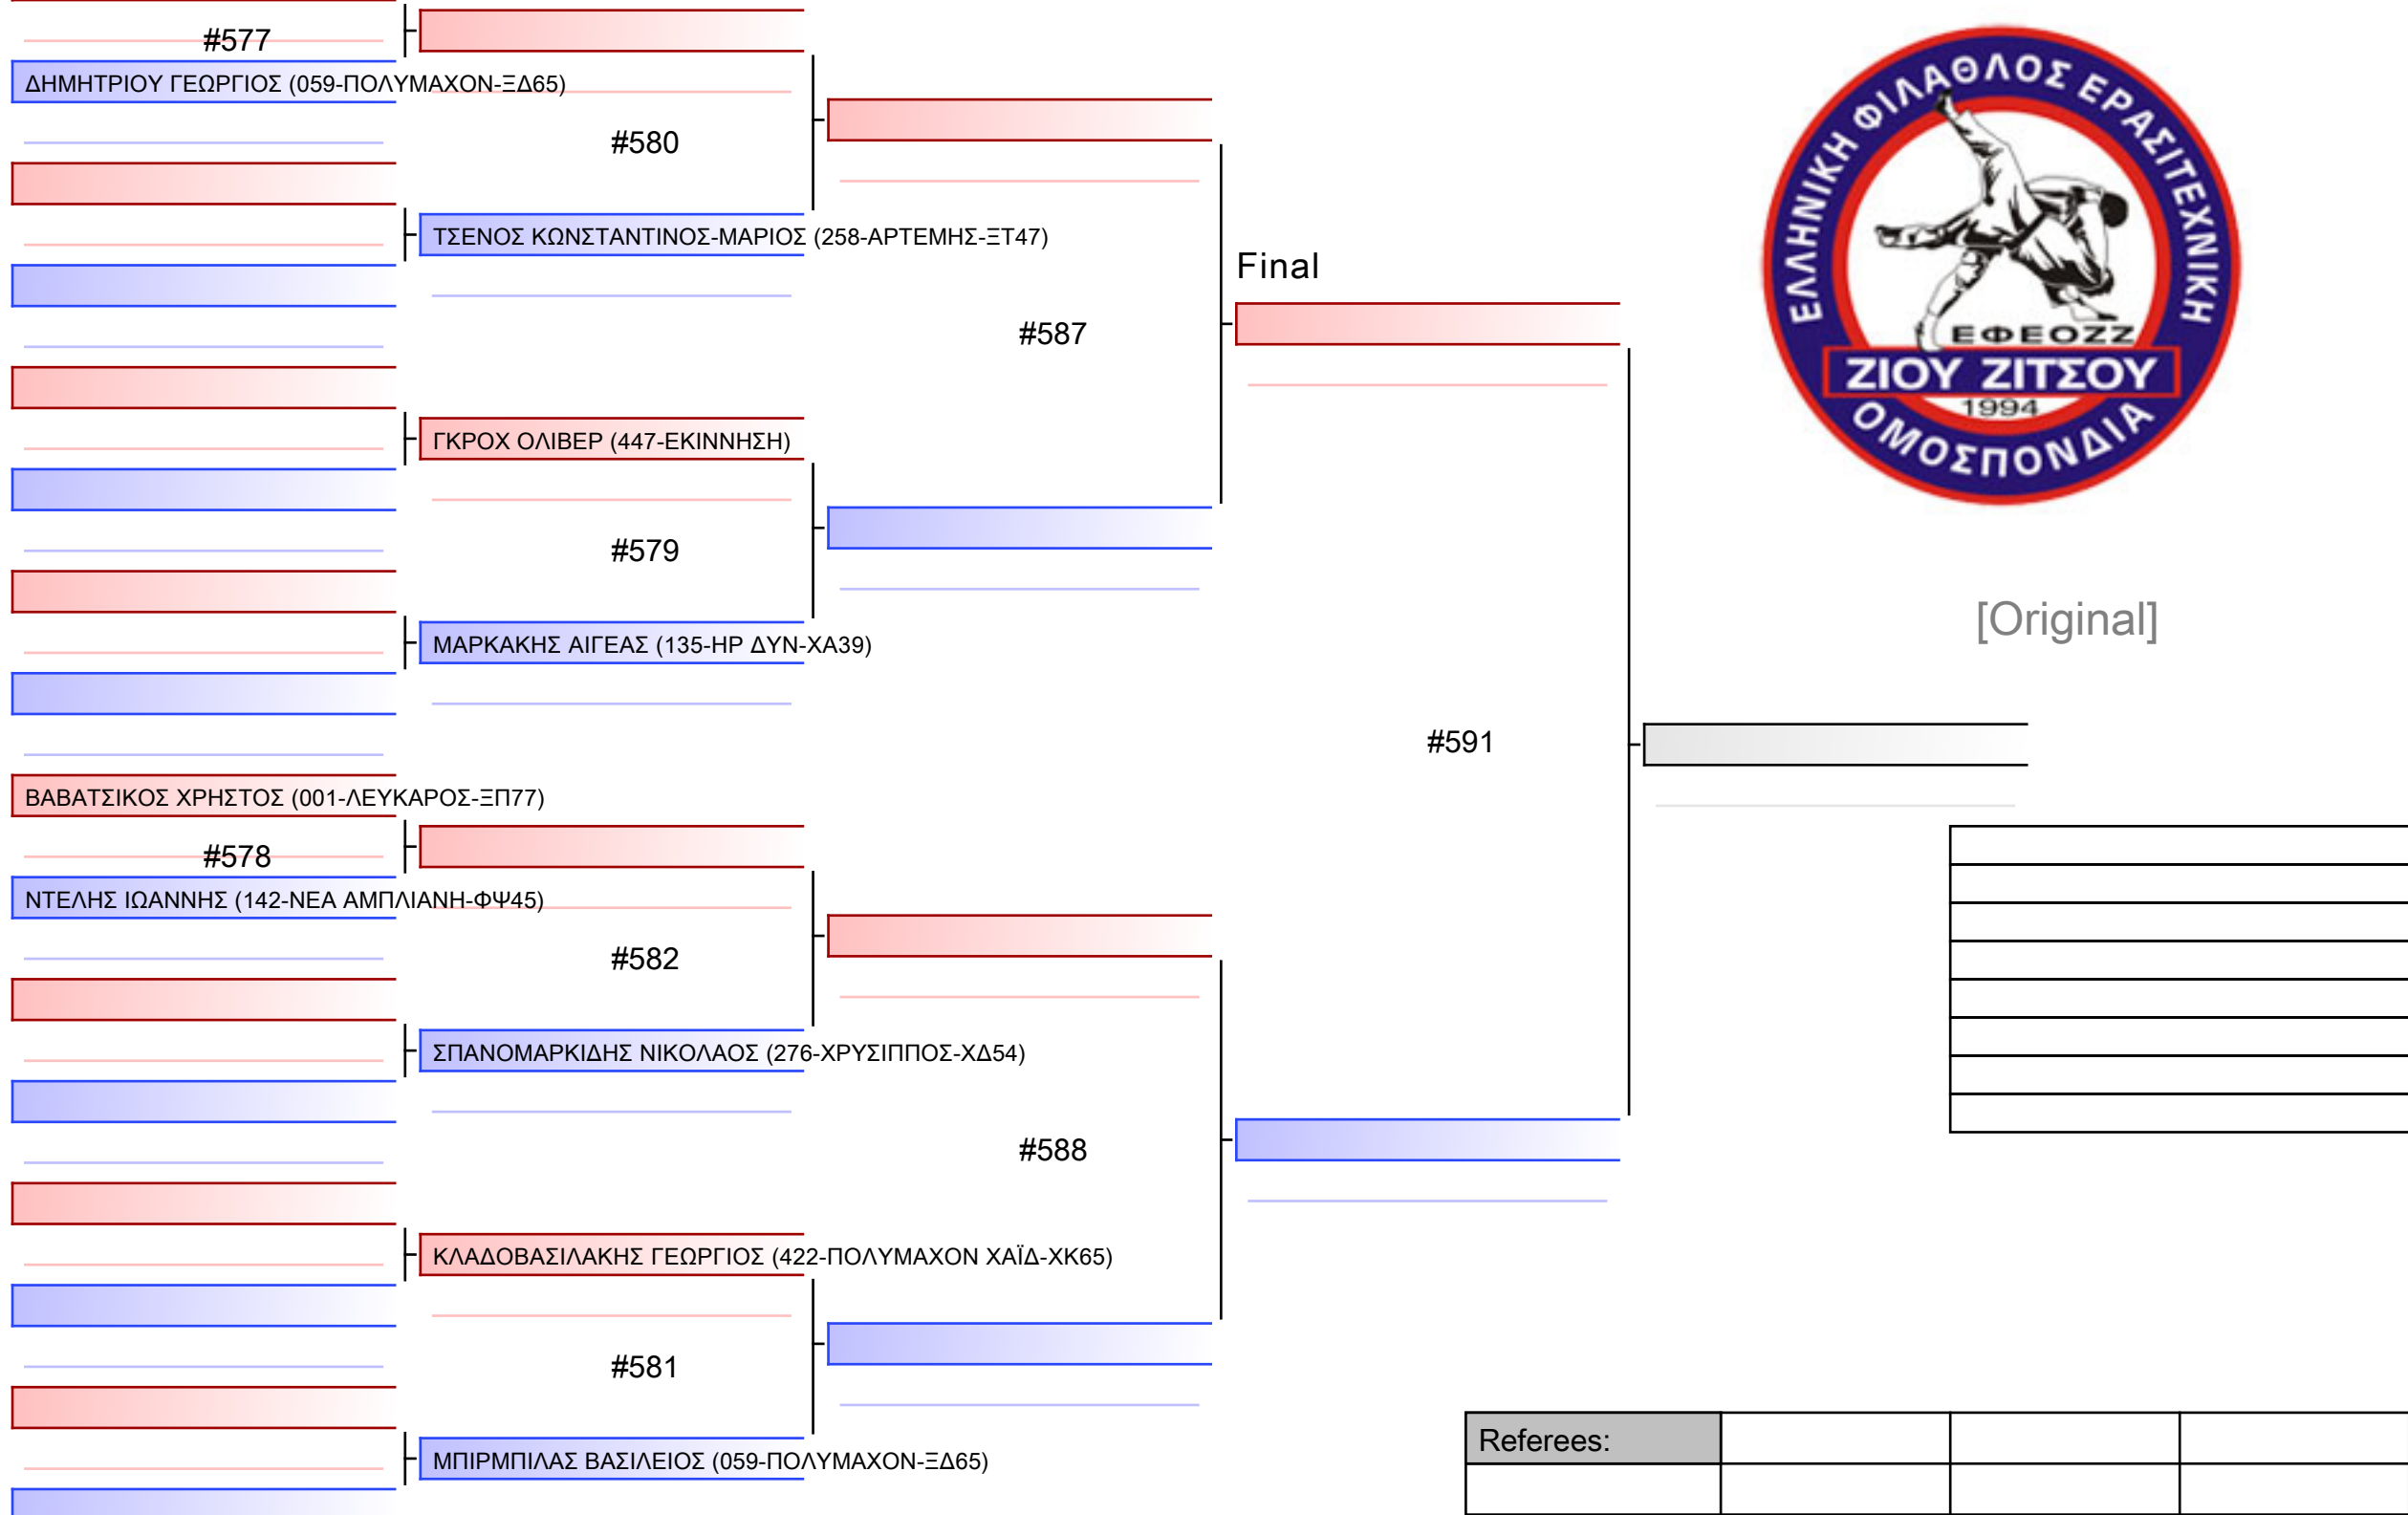 #577
ΔΗΜΗΤΡΙΟΥ ΓΕΩΡΓΙΟΣ (059-ΠΟΛΥΜΑΧΟΝ-ΞΔ65)
#580
ΤΣΕΝΟΣ ΚΩΝΣΤΑΝΤΙΝΟΣ-ΜΑΡΙΟΣ (258-ΑΡΤΕΜΗΣ-ΞΤ47)
Final
#587
ΓΚΡΟΧ ΟΛΙΒΕΡ (447-ΕΚΙΝΝΗΣΗ)
#579
ΜΑΡΚΑΚΗΣ ΑΙΓΕΑΣ (135-ΗΡ ΔΥΝ-ΧΑ39)
#591
ΒΑΒΑΤΣΙΚΟΣ ΧΡΗΣΤΟΣ (001-ΛΕΥΚΑΡΟΣ-ΞΠ77)
#578
ΝΤΕΛΗΣ ΙΩΑΝΝΗΣ (142-ΝΕΑ ΑΜΠΛΙΑΝΗ-ΦΨ45)
#582
ΣΠΑΝΟΜΑΡΚΙΔΗΣ ΝΙΚΟΛΑΟΣ (276-ΧΡΥΣΙΠΠΟΣ-ΧΔ54)
#588
ΚΛΑΔΟΒΑΣΙΛΑΚΗΣ ΓΕΩΡΓΙΟΣ (422-ΠΟΛΥΜΑΧΟΝ ΧΑΪΔ-ΧΚ65)
#581
ΜΠΙΡΜΠΙΛΑΣ ΒΑΣΙΛΕΙΟΣ (059-ΠΟΛΥΜΑΧΟΝ-ΞΔ65)
ΕΛΛΗΝΙΚΗ ΦΙΛΑΘΛΟΣ ΕΡΑΣΙΤΕΧΝΙΚΗ
ΕΦΕΟΖΖ
ΖΙΟΥ ΖΙΤΣΟΥ
1994
ΟΜΟΣΠΟΝΔΙΑ
[Original]
Referees: